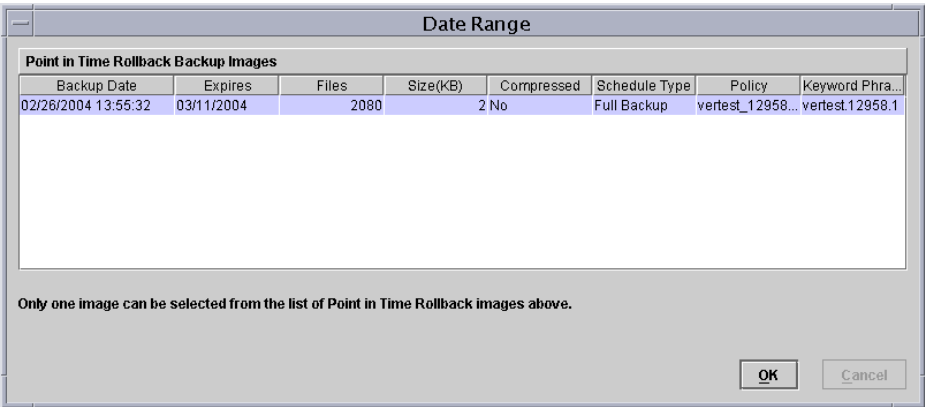 Date Range
Point in Time Rollback Backup Images
Backup Date Expires Files Size(KB) Compressed Schedule Type Policy Keyword Phra...
02/26/2004 13:55:32 03/11/2004 2080 2 No Full Backup vertest_12958... vertest.12958.1
Only one image can be selected from the list of Point in Time Rollback images above.
OK Cancel